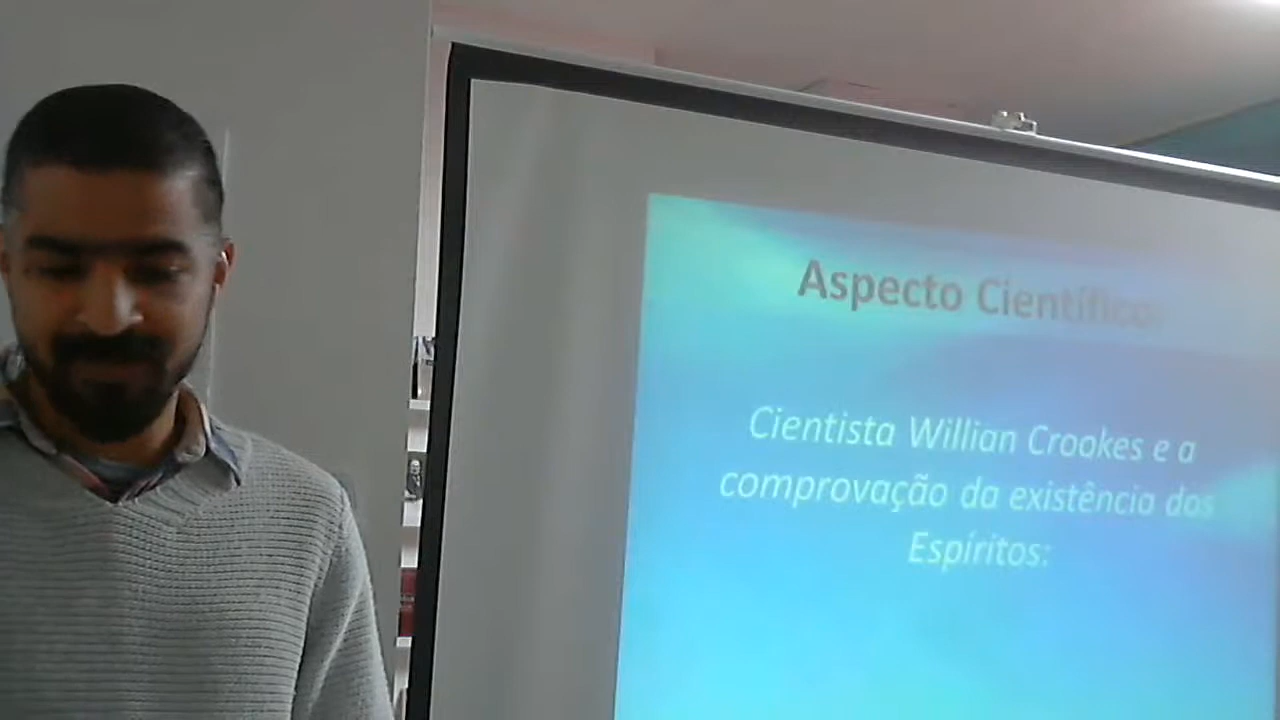 Aspecto Científico
Cientista Willian Crookes e a
comprovação da existência dos
Espíritos: